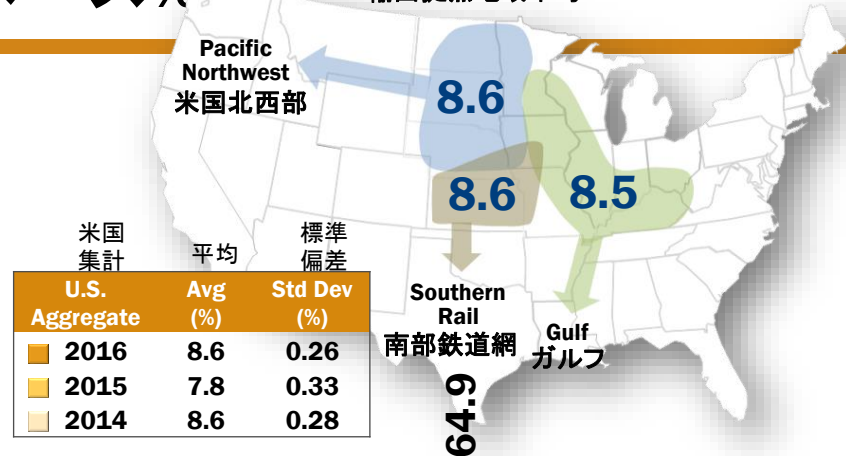 %
Pacific
Northwest
米国北西部
8.6
8.6
8.5
米国
集計
平均
標準
偏差
U.S.
Aggregate
Avg
(%)
Std Dev
(%)
2016 8.6 0.26
2015 7.8 0.33
2014 8.6 0.28
Southern
Rail
南部鉄道網
Gulf
ガルフ
64.9